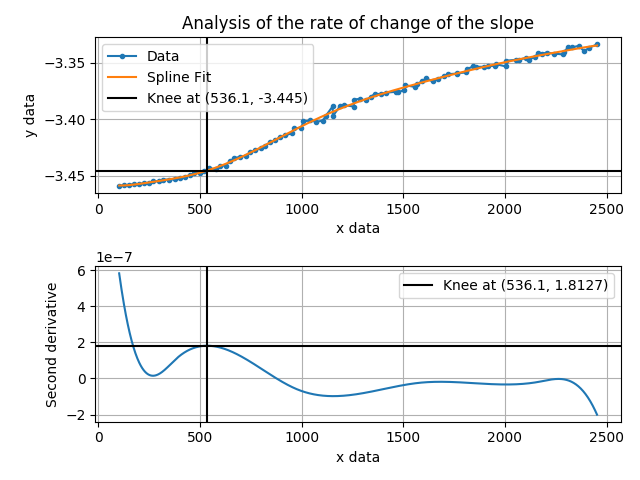 Analysis of the rate of change of the slope
Data
Spline Fit
Knee at (536.1, -3.445)
−3.35
−3.40
−3.45
y data
0
500
1000
1500
2000
2500
x data
1e−7
Knee at (536.1, 1.8127)
6
4
2
0
−2
Second derivative
0
500
1000
1500
2000
2500
x data